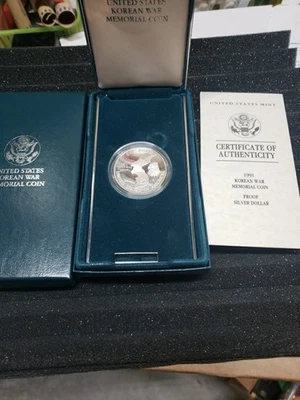 UNITED STATES
KOREAN WAR
MEMORIAL COIN
UNITED STATES
KOREAN WAR
MEMORIAL COIN
UNITED STATES MINT
CERTIFICATE OF
AUTHENTICITY
1991
KOREAN WAR
MEMORIAL COIN
PROOF
SILVER DOLLAR